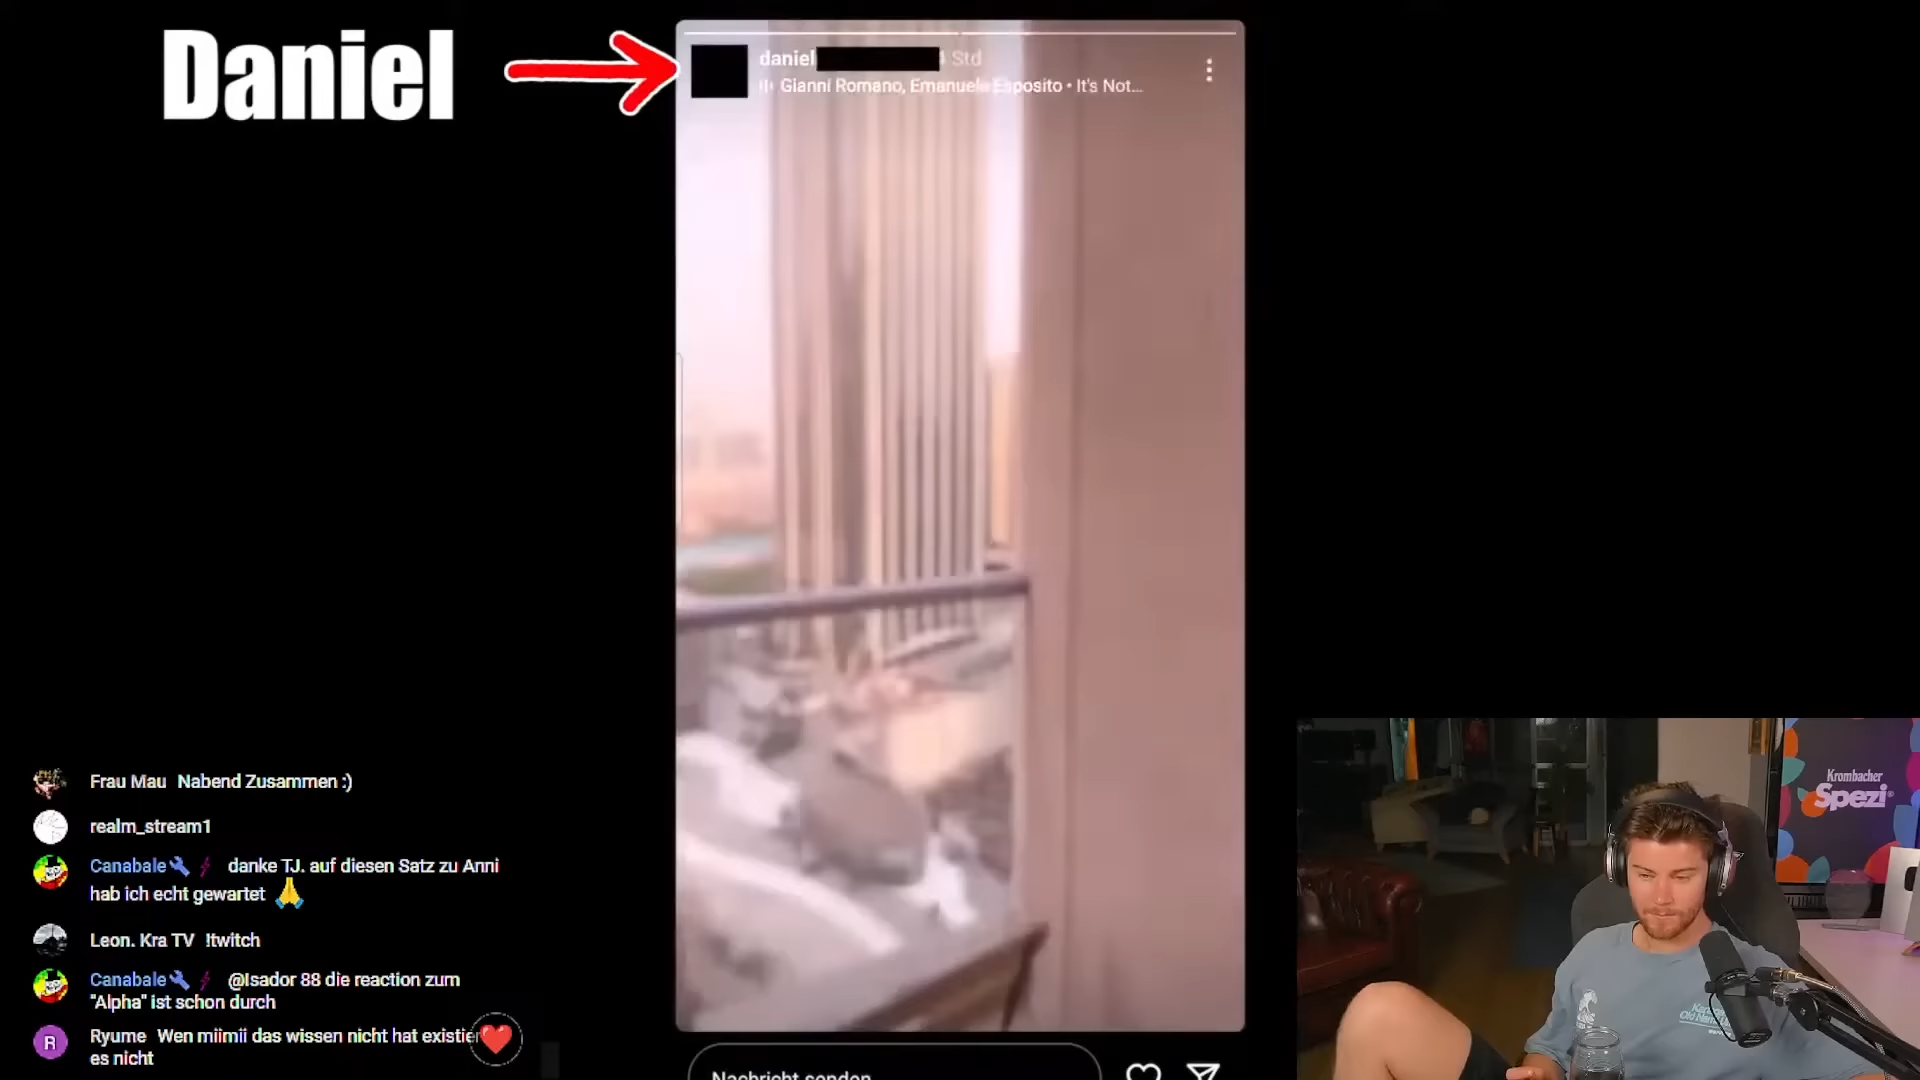 Daniel
daniel
Std
Gianni Romano, Emanuele Esposito • It's Not...
Frau Mau Nabend Zusammen :)
realm_stream1
Canabale danke TJ. auf diesen Satz zu Anni
hab ich echt gewartet
Leon. Kra TV !twitch
Canabale @Isador 88 die reaction zum
"Alpha" ist schon durch
R
Ryume Wen miimii das wissen nicht hat existier
es nicht
Nachricht senden
Krombacher
Spezi